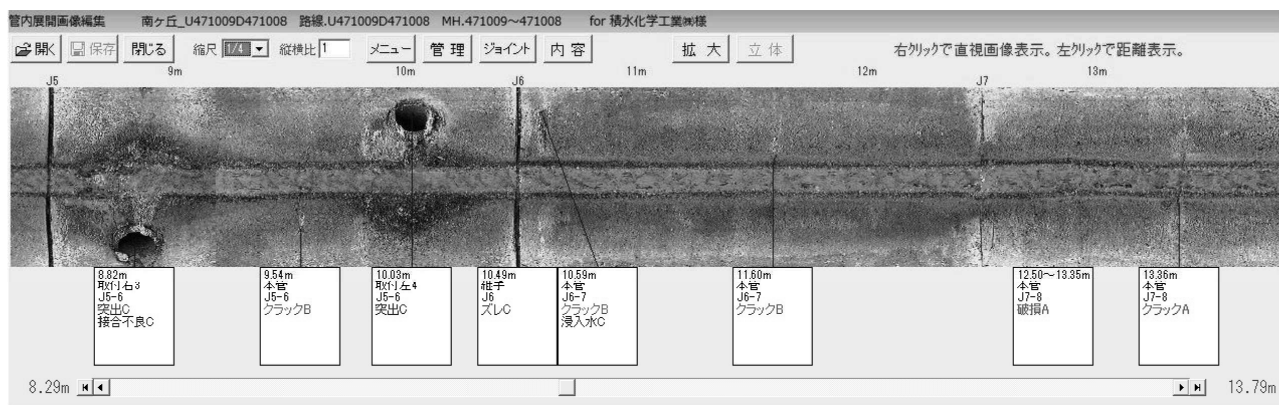 管内展開画像編集 南ヶ丘_U471009D471008 路線.U471009D471008 MH.471009～471008 for 積水化学工業㈱様
開く 保存 閉じる 縮尺 1/4 縦横比 1 メニュー 管理 ジョイント 内容 拡大 立体 右クリックで直視画像表示。左クリックで距離表示。
9m 10m 11m 12m 13m
J5 J6 J7
8.82m
取付右3
J5-6
突出C
接合不良C
9.54m
本管
J5-6
クラックB
10.03m
取付左4
J5-6
突出C
10.49m
継手
J6
ズレC
10.59m
本管
J6-7
クラックB
浸入水C
11.60m
本管
J6-7
クラックB
12.50～13.35m
本管
J7-8
破損A
13.36m
本管
J7-8
クラックA
8.29m 13.79m